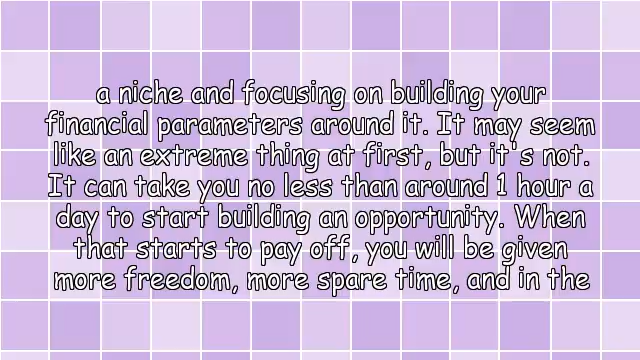 a niche and focusing on building your
financial parameters around it. It may seem
like an extreme thing at first, but it's not.
It can take you no less than around 1 hour a
day to start building an opportunity. When
that starts to pay off, you will be given
more freedom, more spare time, and in the